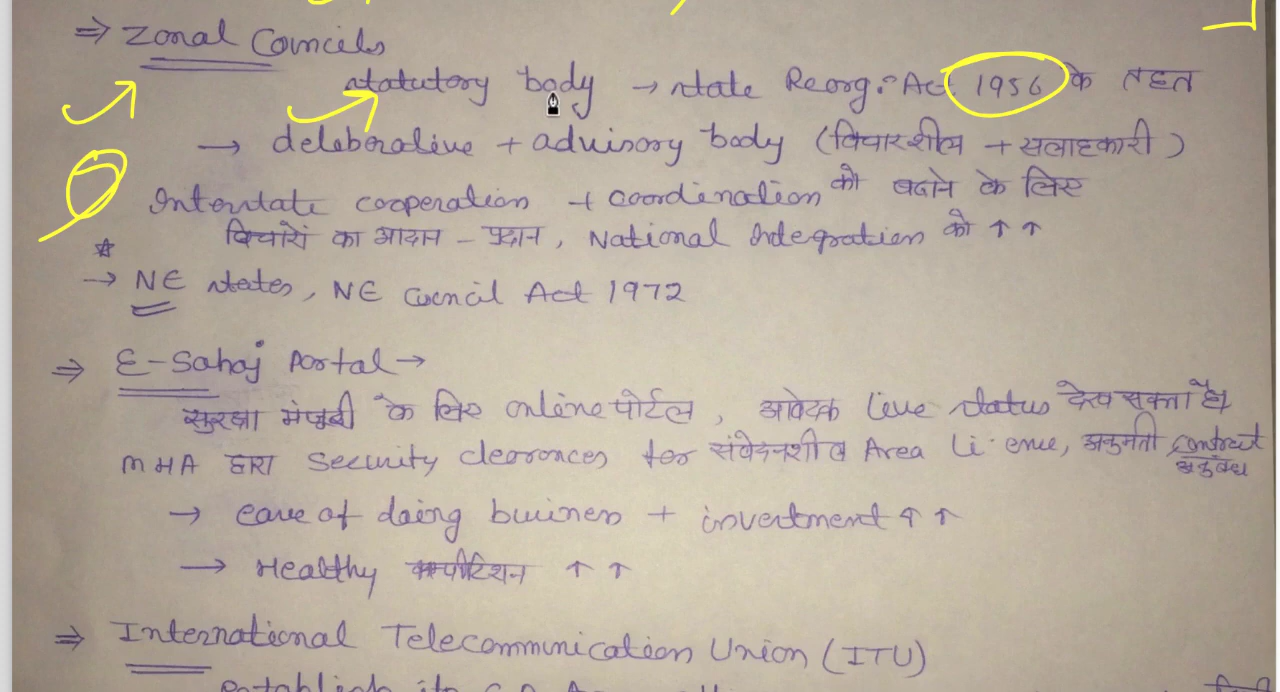 ⇒ Zonal Councils
statutory body → state Reorg. Act 1956 के तहत
→ deleberative + advisory body (विचारशील + सलाहकारी)
Interstate cooperation + coordination को बढाने के लिए
विचारों का आदान - प्रदान, National Integration को ↑ ↑
→ NE states, NE Council Act 1972
⇒ E-Sahaj Portal →
सुरक्षा मंजूरी के लिए online पोर्टल, आवेदक live status देख सकता है।
MHA द्वारा Security clearances for संवेदनशील Area Li ence, अनुमती contract
अनुबंध
→ ease of doing business + investment ↑ ↑
→ Healthy कम्पीटिशन ↑ ↑
⇒ International Telecommunication Union (ITU)